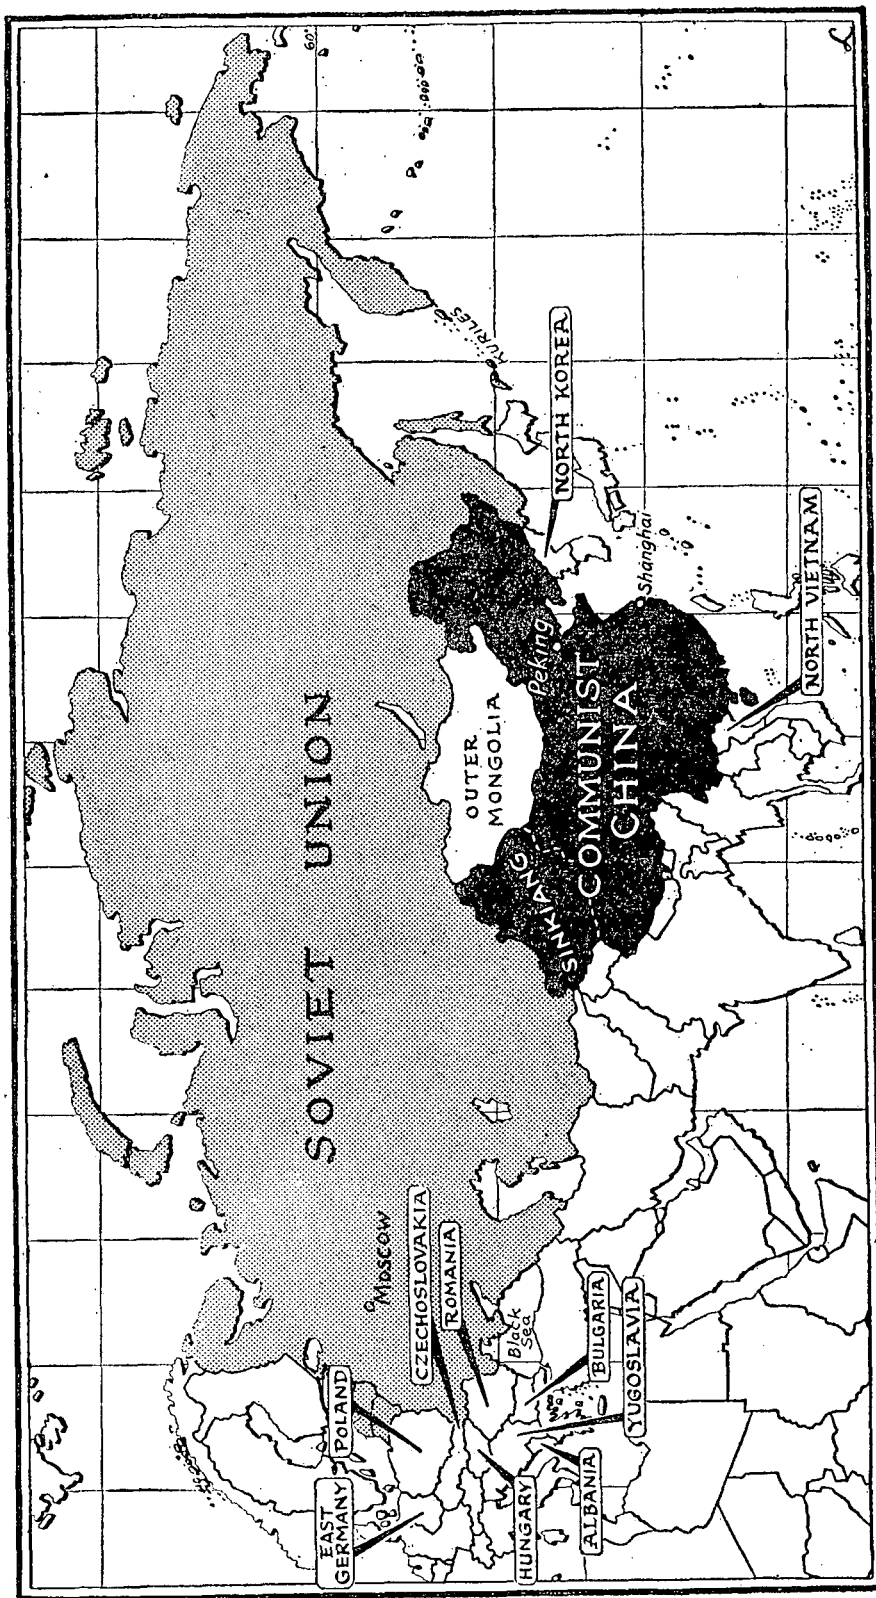 60°
KURILES
NORTH KOREA
SOVIET UNION
OUTER
MONGOLIA
Peking
Shanghai
COMMUNIST
CHINA
SINKIANG
NORTH VIETNAM
MOSCOW
CZECHOSLOVAKIA
ROMANIA
Black
Sea
BULGARIA
YUGOSLAVIA
POLAND
EAST
GERMANY
HUNGARY
ALBANIA